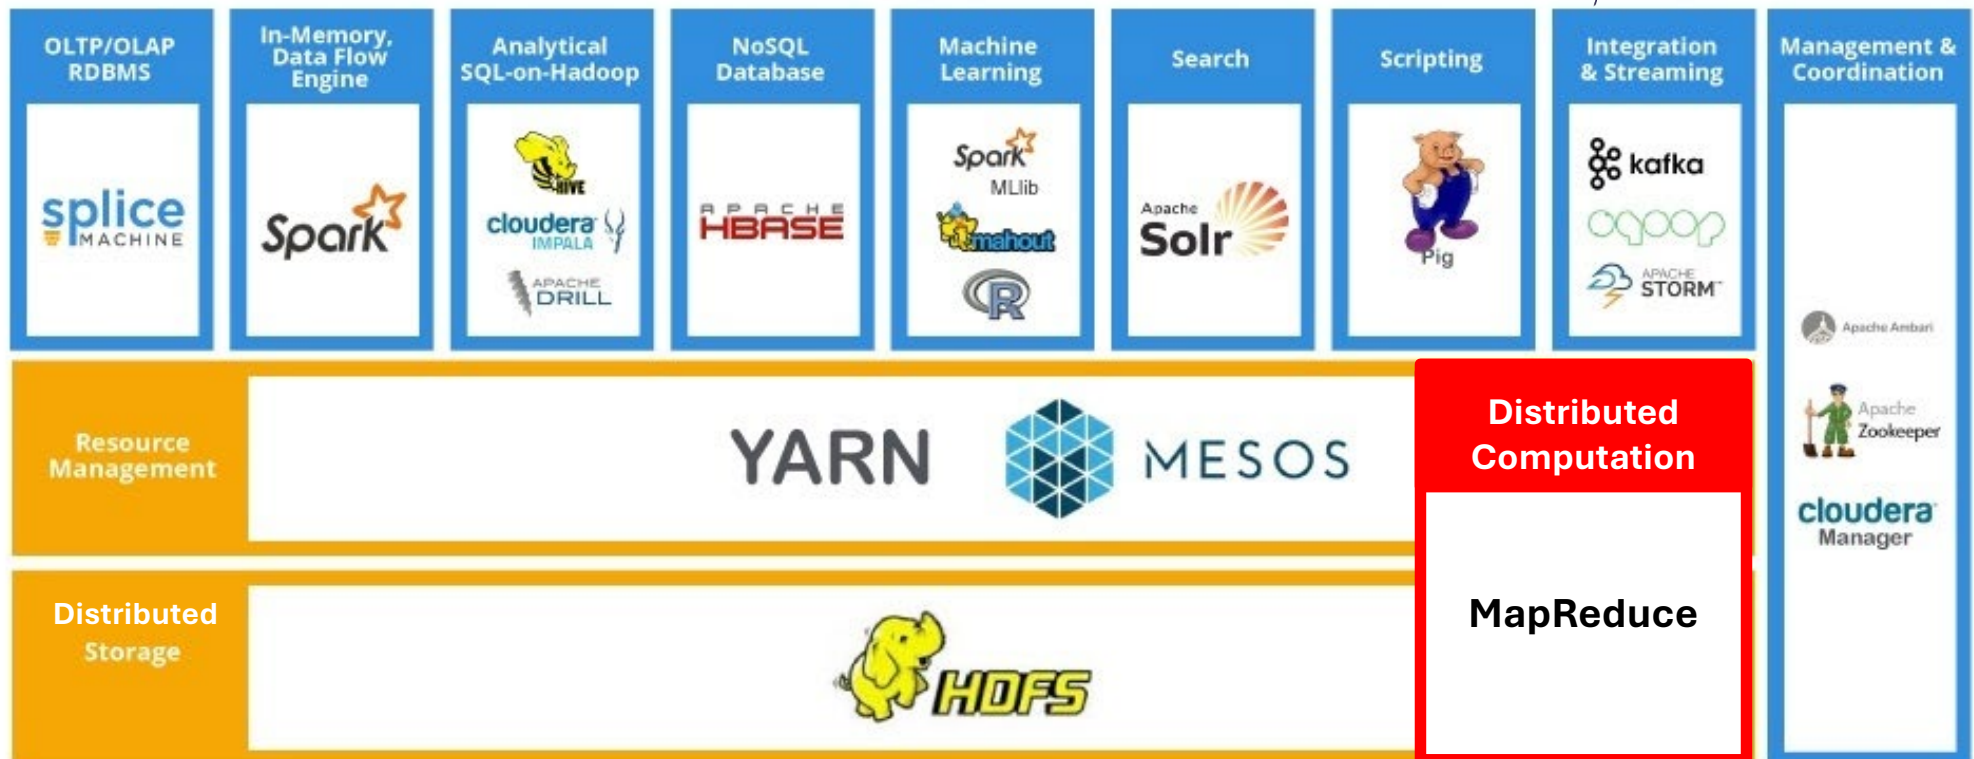 OLTP/OLAP
RDBMS
splice
MACHINE
In-Memory,
Data Flow
Engine
Spark
Analytical
SQL-on-Hadoop
HIVE
cloudera
IMPALA
APACHE
DRILL
NoSQL
Database
APACHE
HBASE
Machine
Learning
Spark
MLlib
mahout
R
Search
Apache
Solr
Scripting
Pig
Integration
& Streaming
kafka
sqoop
APACHE
STORM™
Management &
Coordination
Apache Ambari
Apache
Zookeeper
cloudera
Manager
Resource
Management
YARN
MESOS
Distributed
Computation
MapReduce
Distributed
Storage
HDFS